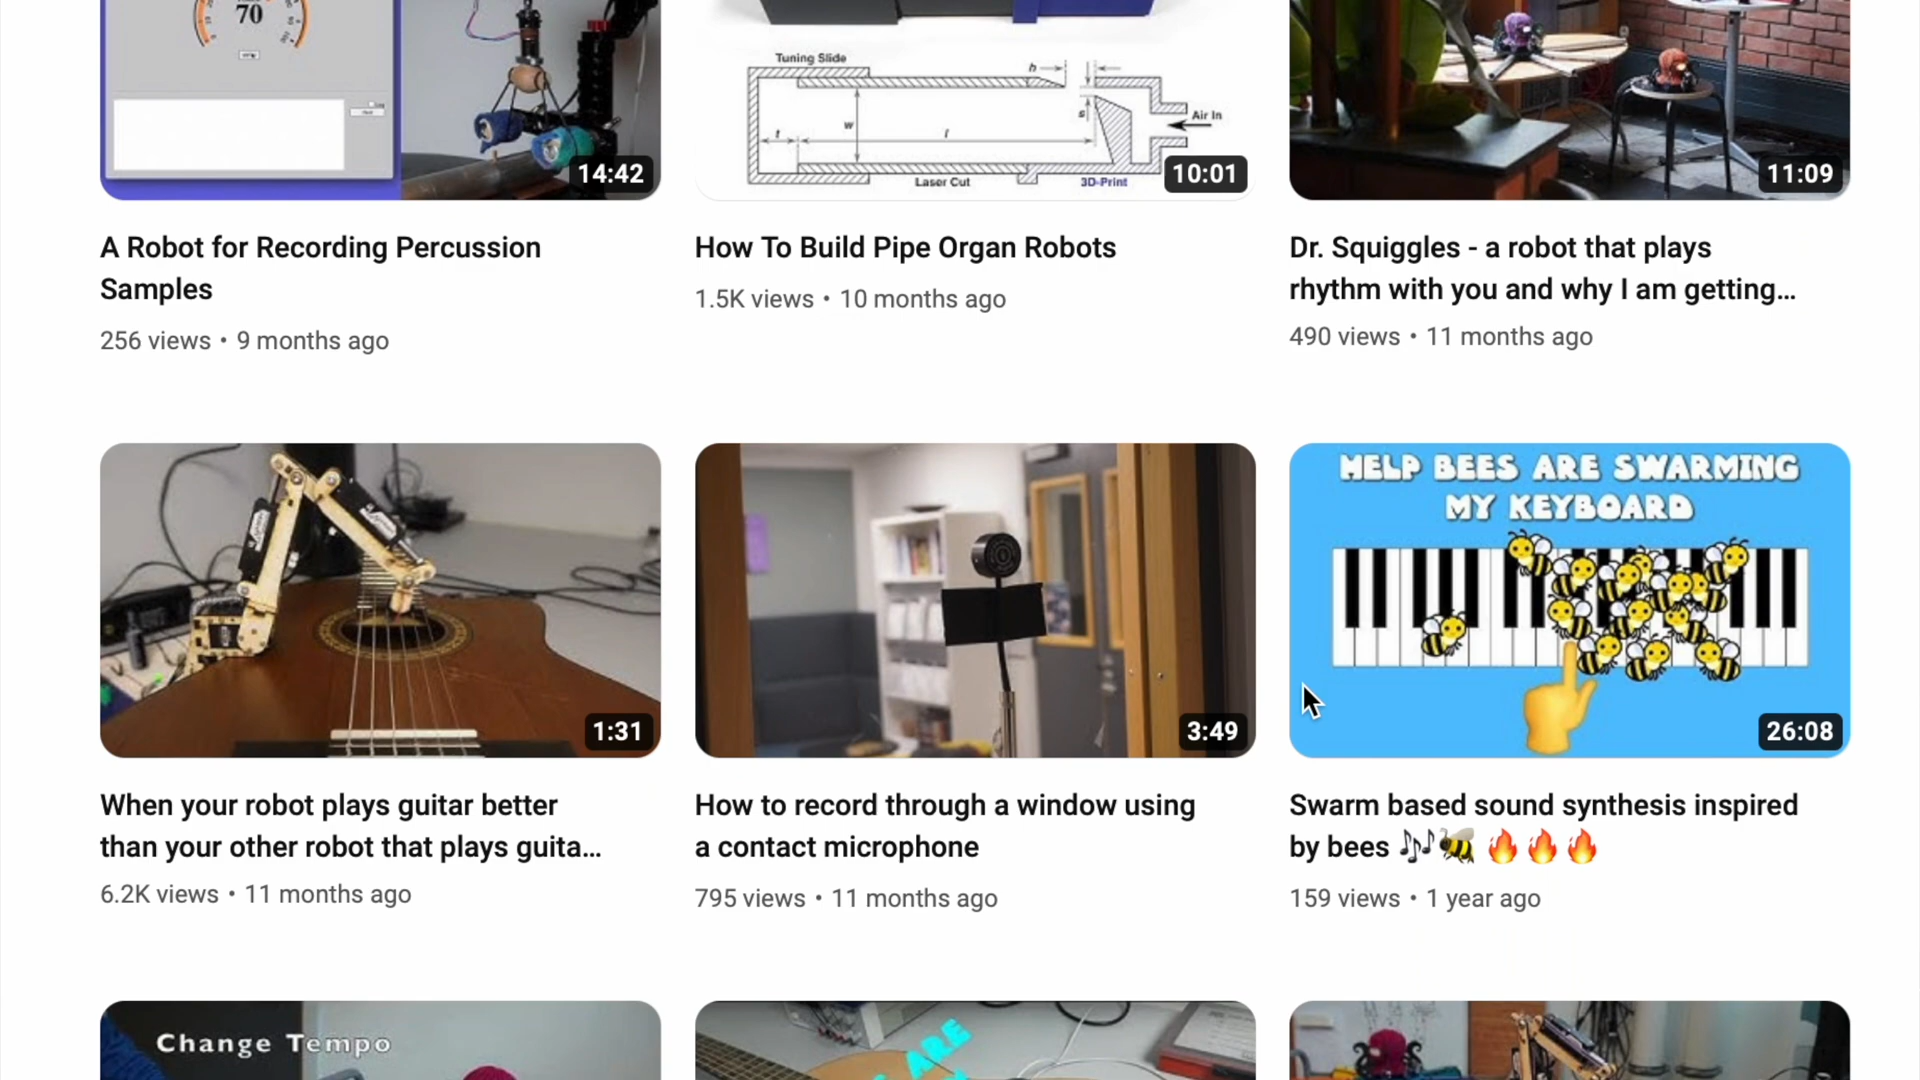 70
14:42
Tuning Slide
h
s
Air In
w
t
l
Laser Cut
3D-Print
10:01
11:09
A Robot for Recording Percussion
Samples
256 views • 9 months ago
How To Build Pipe Organ Robots
1.5K views • 10 months ago
Dr. Squiggles - a robot that plays
rhythm with you and why I am getting...
490 views • 11 months ago
1:31
3:49
HELP BEES ARE SWARMING
MY KEYBOARD
26:08
When your robot plays guitar better
than your other robot that plays guita...
6.2K views • 11 months ago
How to record through a window using
a contact microphone
795 views • 11 months ago
Swarm based sound synthesis inspired
by bees 🎶🐝 🔥🔥🔥
159 views • 1 year ago
Change Tempo
ARE